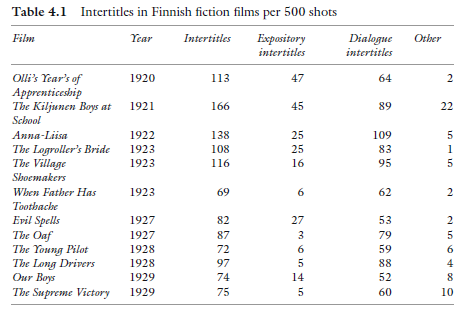 Table 4.1 Intertitles in Finnish fiction films per 500 shots
Film Year Intertitles Expository Dialogue Other
intertitles intertitles
Olli's Year's of 1920 113 47 64 2
Apprenticeship
The Kiljunen Boys at 1921 166 45 89 22
School
Anna-Liisa 1922 138 25 109 5
The Logroller's Bride 1923 108 25 83 1
The Village 1923 116 16 95 5
Shoemakers
When Father Has 1923 69 6 62 2
Toothache
Evil Spells 1927 82 27 53 2
The Oaf 1927 87 3 79 5
The Young Pilot 1928 72 6 59 6
The Long Drivers 1928 97 5 88 4
Our Boys 1929 74 14 52 8
The Supreme Victory 1929 75 5 60 10